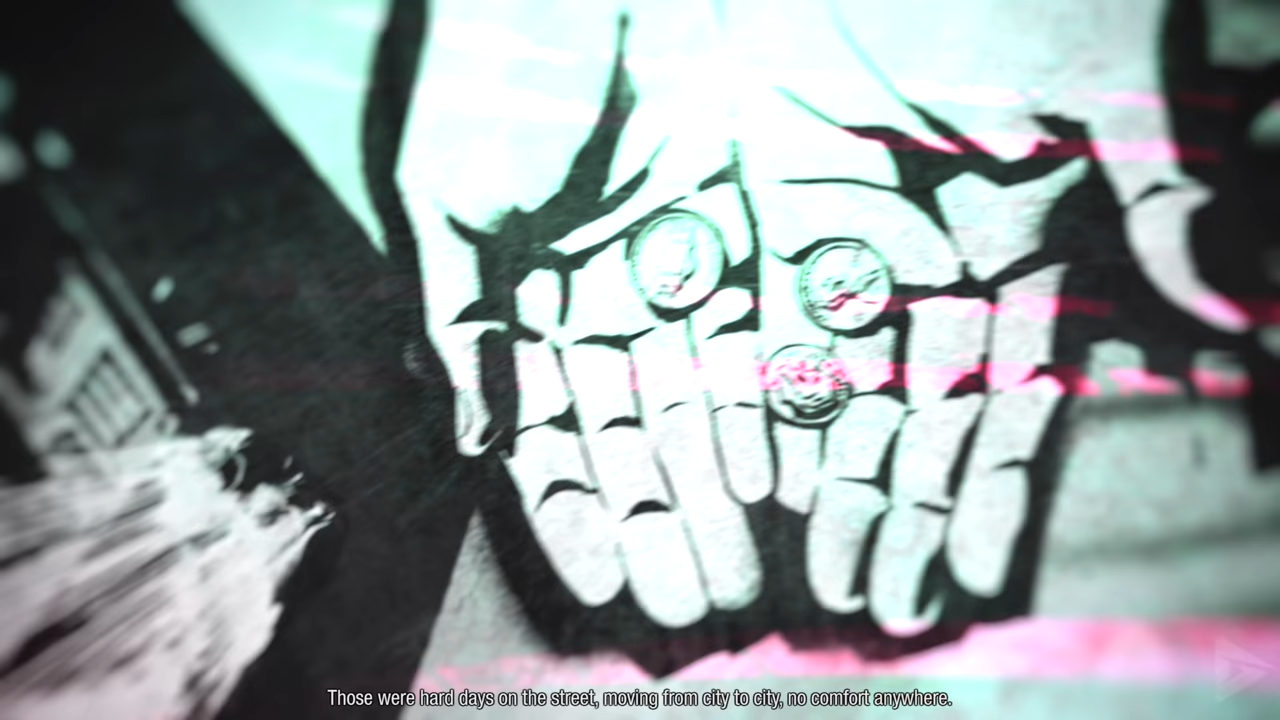 Those were hard days on the street, moving from city to city, no comfort anywhere.